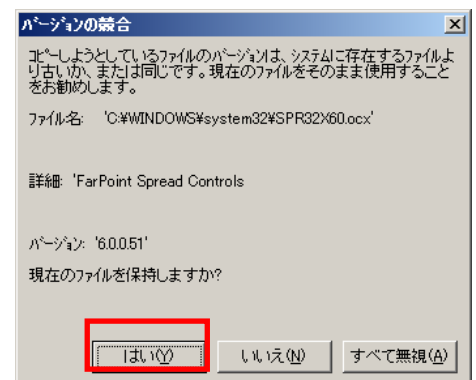 バージョンの競合
コピーしようとしているファイルのバージョンは、システムに存在するファイルよ
り古いか、または同じです。現在のファイルをそのまま使用すること
をお勧めします。
ファイル名: 'C:¥WINDOWS¥system32¥SPR32X60.ocx'
詳細: 'FarPoint Spread Controls
バージョン: '6.0.0.51'
現在のファイルを保持しますか?
はい(Y) いいえ(N) すべて無視(A)